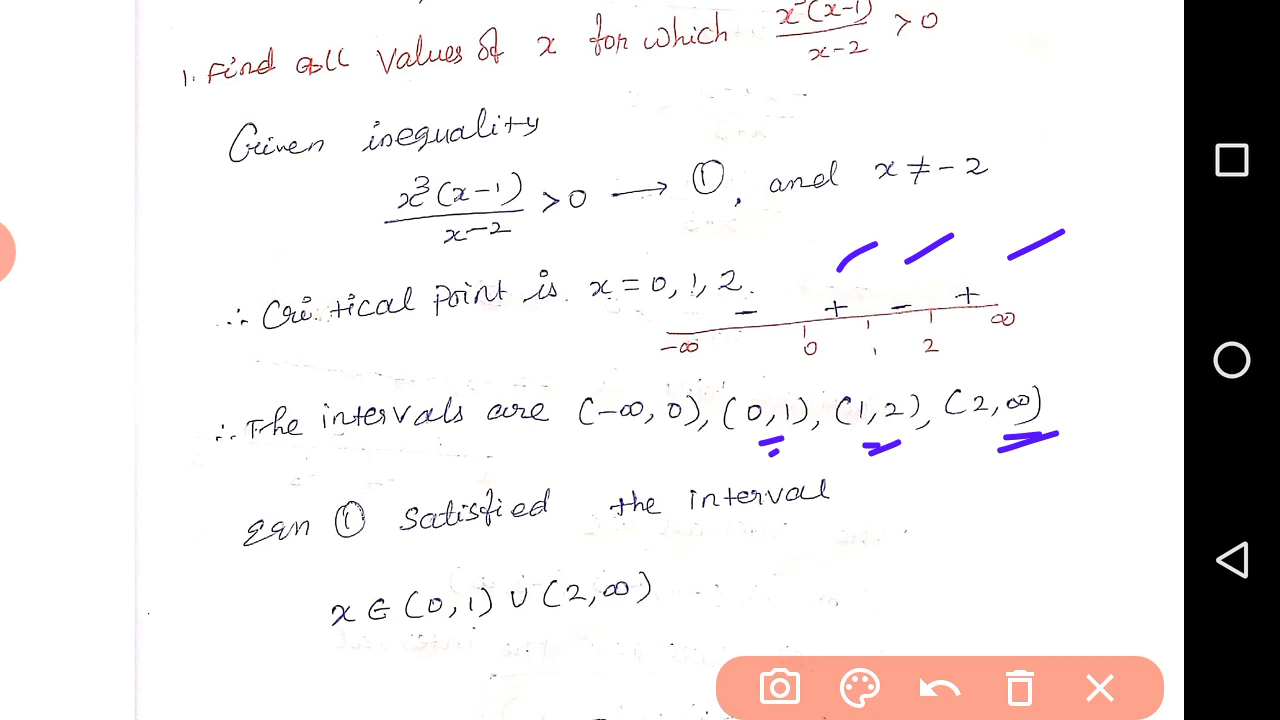 1. Find all values of x for which x³(x-1)/x-2 > 0
Given inequality
x³(x-1)/x-2 > 0 → ①, and x ≠ -2
∴ Critical point is x = 0, 1, 2.
- + - +
-∞ 0 1 2 ∞
∴ The intervals are (-∞, 0), (0,1), (1,2), (2,∞)
Eqn ① satisfied the interval
x ∈ (0,1) ∪ (2,∞)